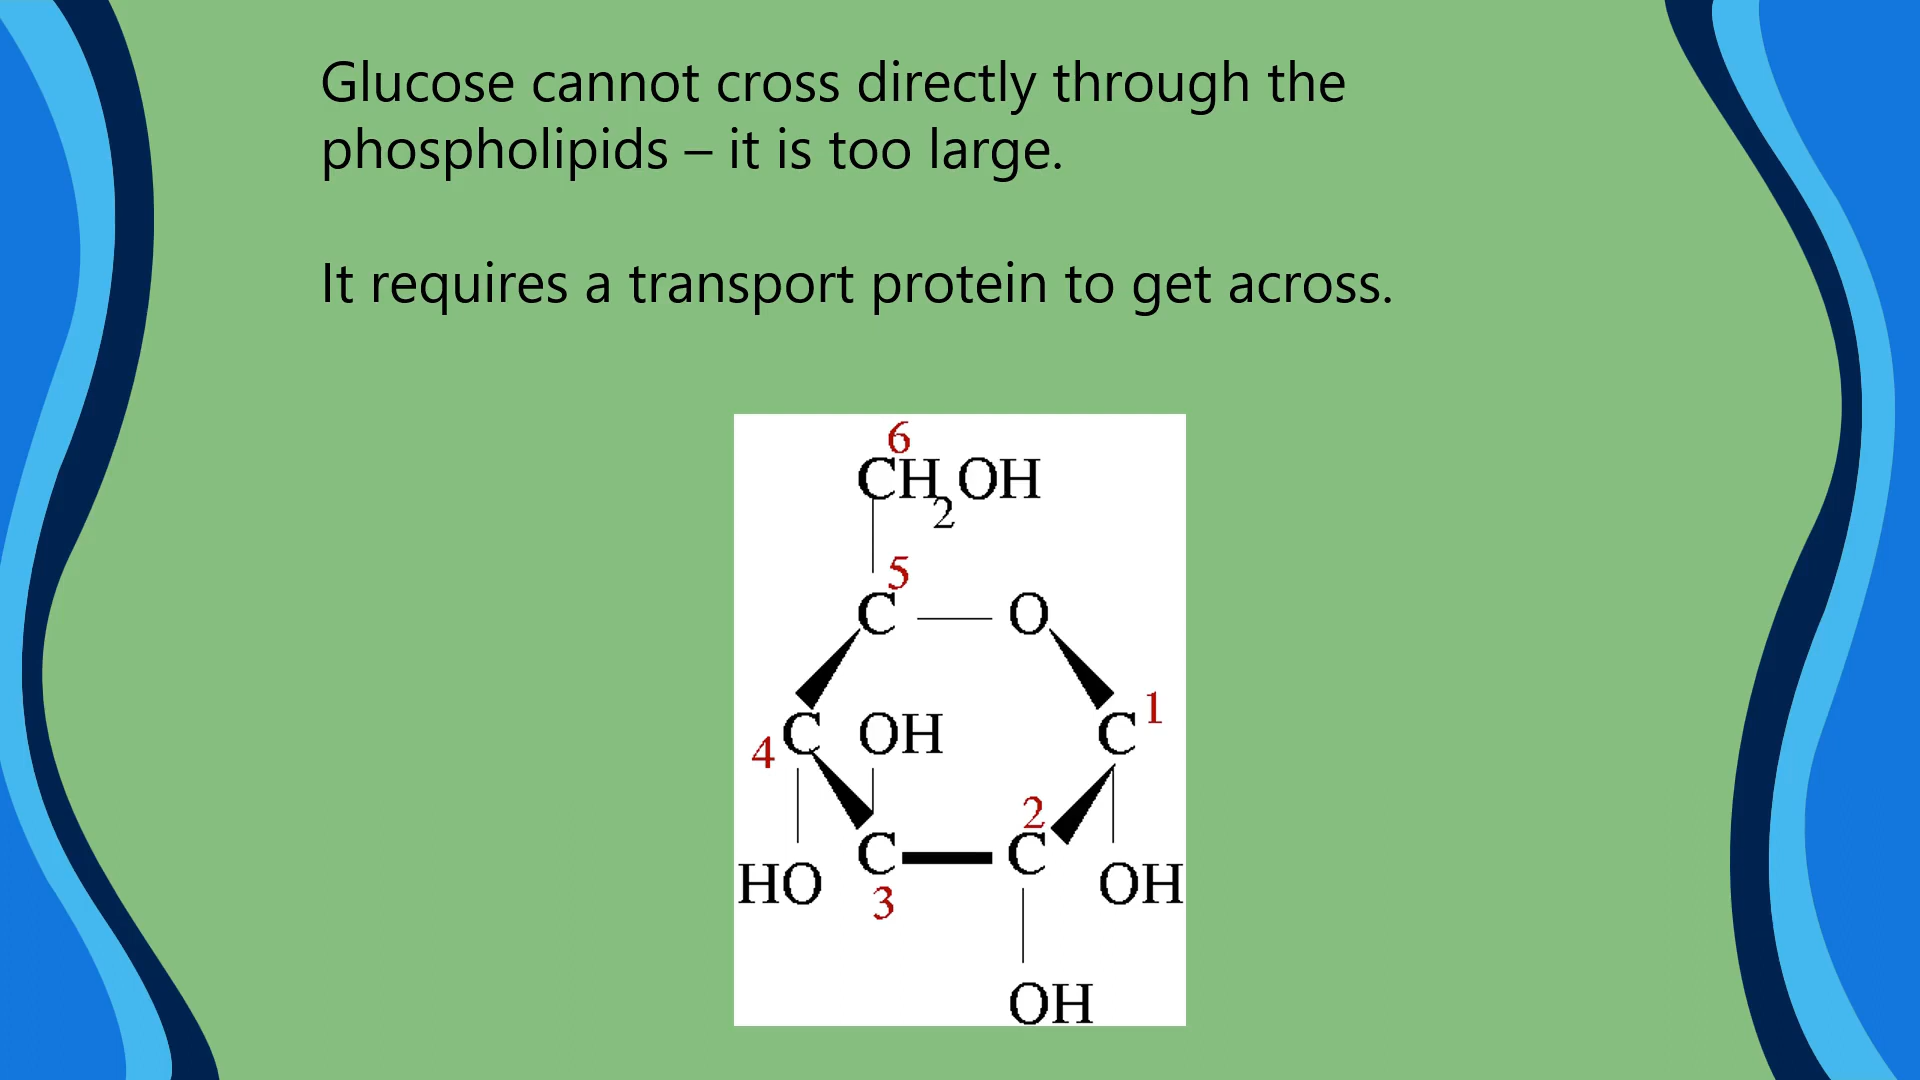 Glucose cannot cross directly through the
phospholipids – it is too large.
It requires a transport protein to get across.
6
CH2OH
5
C O
1
4 C OH C
2
HO C C OH
3
OH